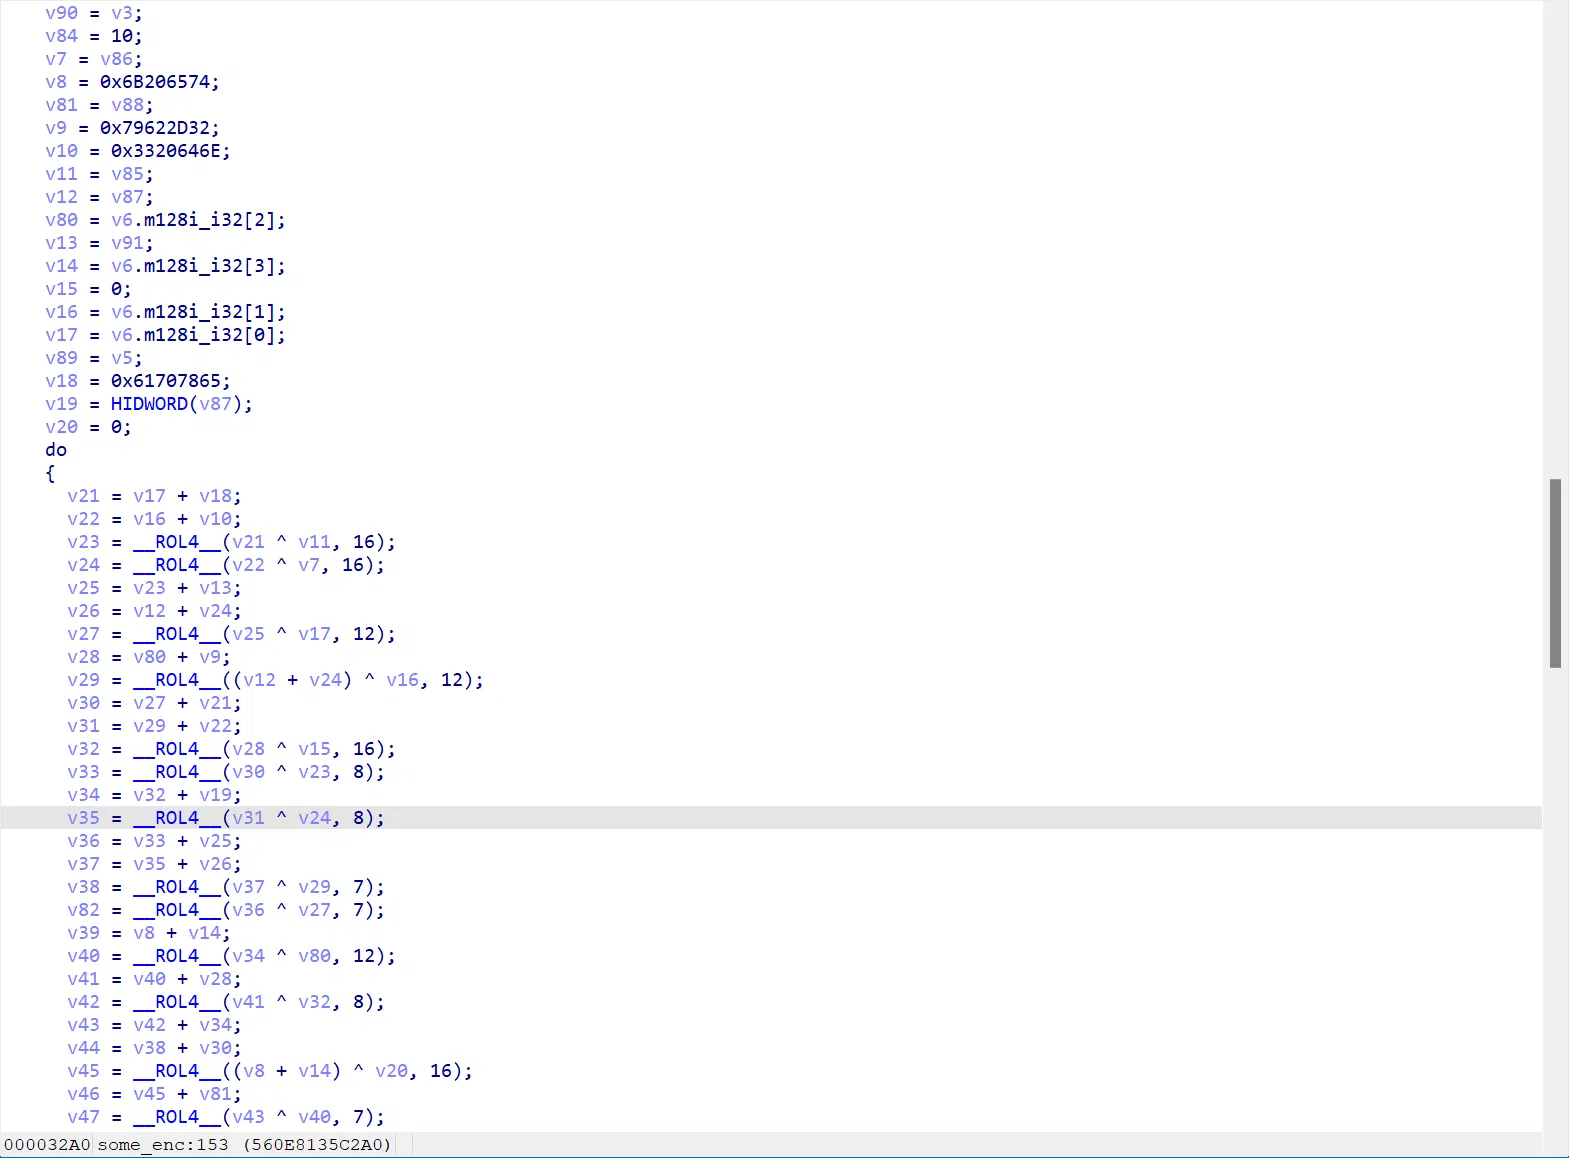 v90 = v3;
v84 = 10;
v7 = v86;
v8 = 0x6B206574;
v81 = v88;
v9 = 0x79622D32;
v10 = 0x3320646E;
v11 = v85;
v12 = v87;
v80 = v6.m128i_i32[2];
v13 = v91;
v14 = v6.m128i_i32[3];
v15 = 0;
v16 = v6.m128i_i32[1];
v17 = v6.m128i_i32[0];
v89 = v5;
v18 = 0x61707865;
v19 = HIDWORD(v87);
v20 = 0;
do
{
v21 = v17 + v18;
v22 = v16 + v10;
v23 = __ROL4__(v21 ^ v11, 16);
v24 = __ROL4__(v22 ^ v7, 16);
v25 = v23 + v13;
v26 = v12 + v24;
v27 = __ROL4__(v25 ^ v17, 12);
v28 = v80 + v9;
v29 = __ROL4__((v12 + v24) ^ v16, 12);
v30 = v27 + v21;
v31 = v29 + v22;
v32 = __ROL4__(v28 ^ v15, 16);
v33 = __ROL4__(v30 ^ v23, 8);
v34 = v32 + v19;
v35 = __ROL4__(v31 ^ v24, 8);
v36 = v33 + v25;
v37 = v35 + v26;
v38 = __ROL4__(v37 ^ v29, 7);
v82 = __ROL4__(v36 ^ v27, 7);
v39 = v8 + v14;
v40 = __ROL4__(v34 ^ v80, 12);
v41 = v40 + v28;
v42 = __ROL4__(v41 ^ v32, 8);
v43 = v42 + v34;
v44 = v38 + v30;
v45 = __ROL4__((v8 + v14) ^ v20, 16);
v46 = v45 + v81;
v47 = __ROL4__(v43 ^ v40, 7);
000032A0 some_enc:153 (560E8135C2A0)